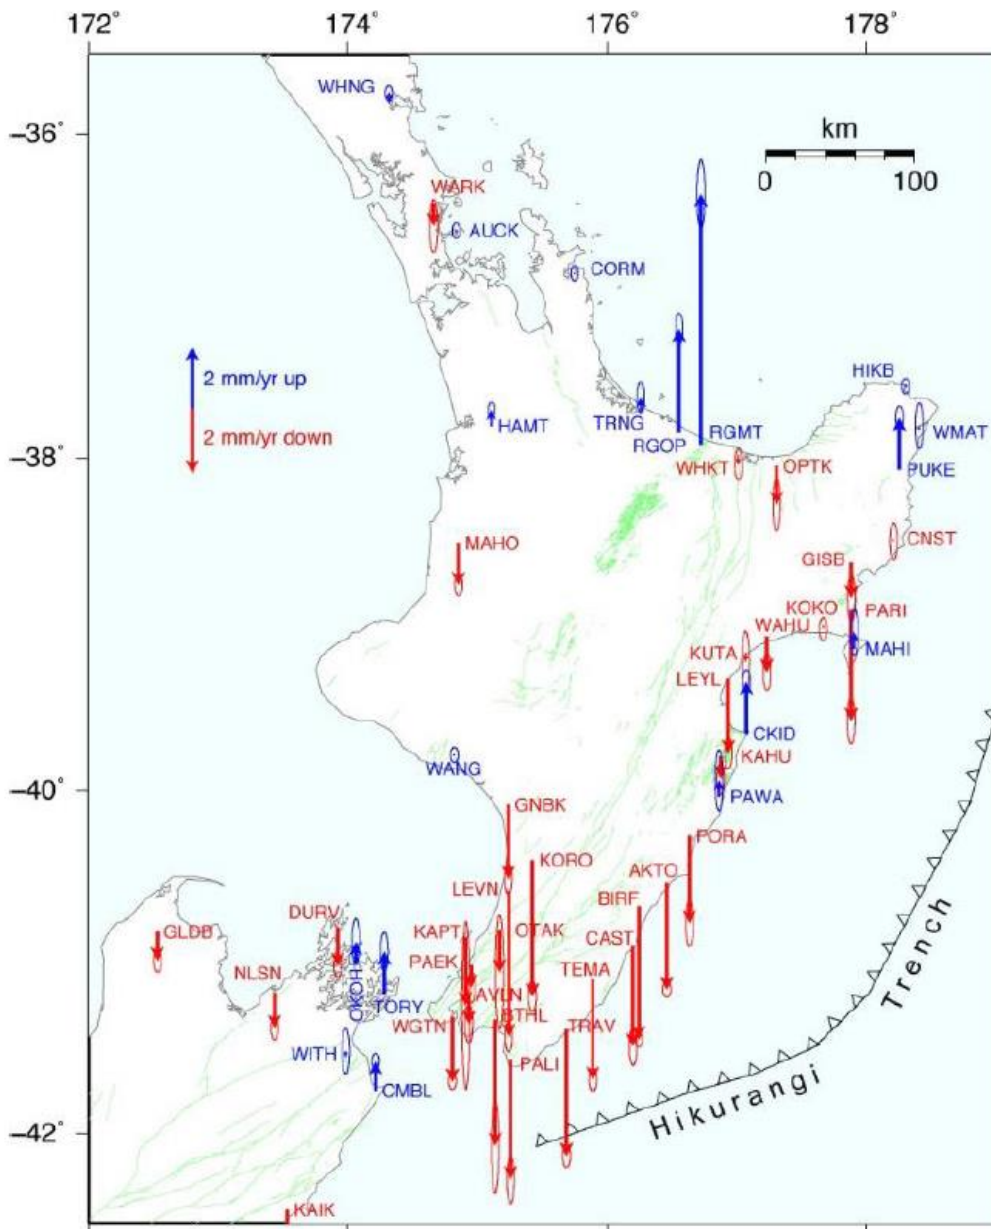 172° 174° 176° 178°
–36°
–38°
–40°
–42°
km
0 100
2 mm/yr up
2 mm/yr down
WHNG
WARK
AUCK
CORM
HIKB
HAMT
TRNG
RGOP
RGMT
WMAT
PUKE
WHKT
OPTK
CNST
MAHO
GISB
KOKO
PARI
WAHU
MAHI
KUTA
LEYL
CKID
WANG
KAHU
PAWA
GNBK
PORA
KORO
AKTO
LEVN
BIRF
DURV
KAPT
OTAK
CAST
GLDB
PAEK
TEMA
NLSN
OKOH
TORY
AVLN
BTHL
WGTN
TRAV
WITH
PALI
CMBL
KAIK
Hikurangi Trench